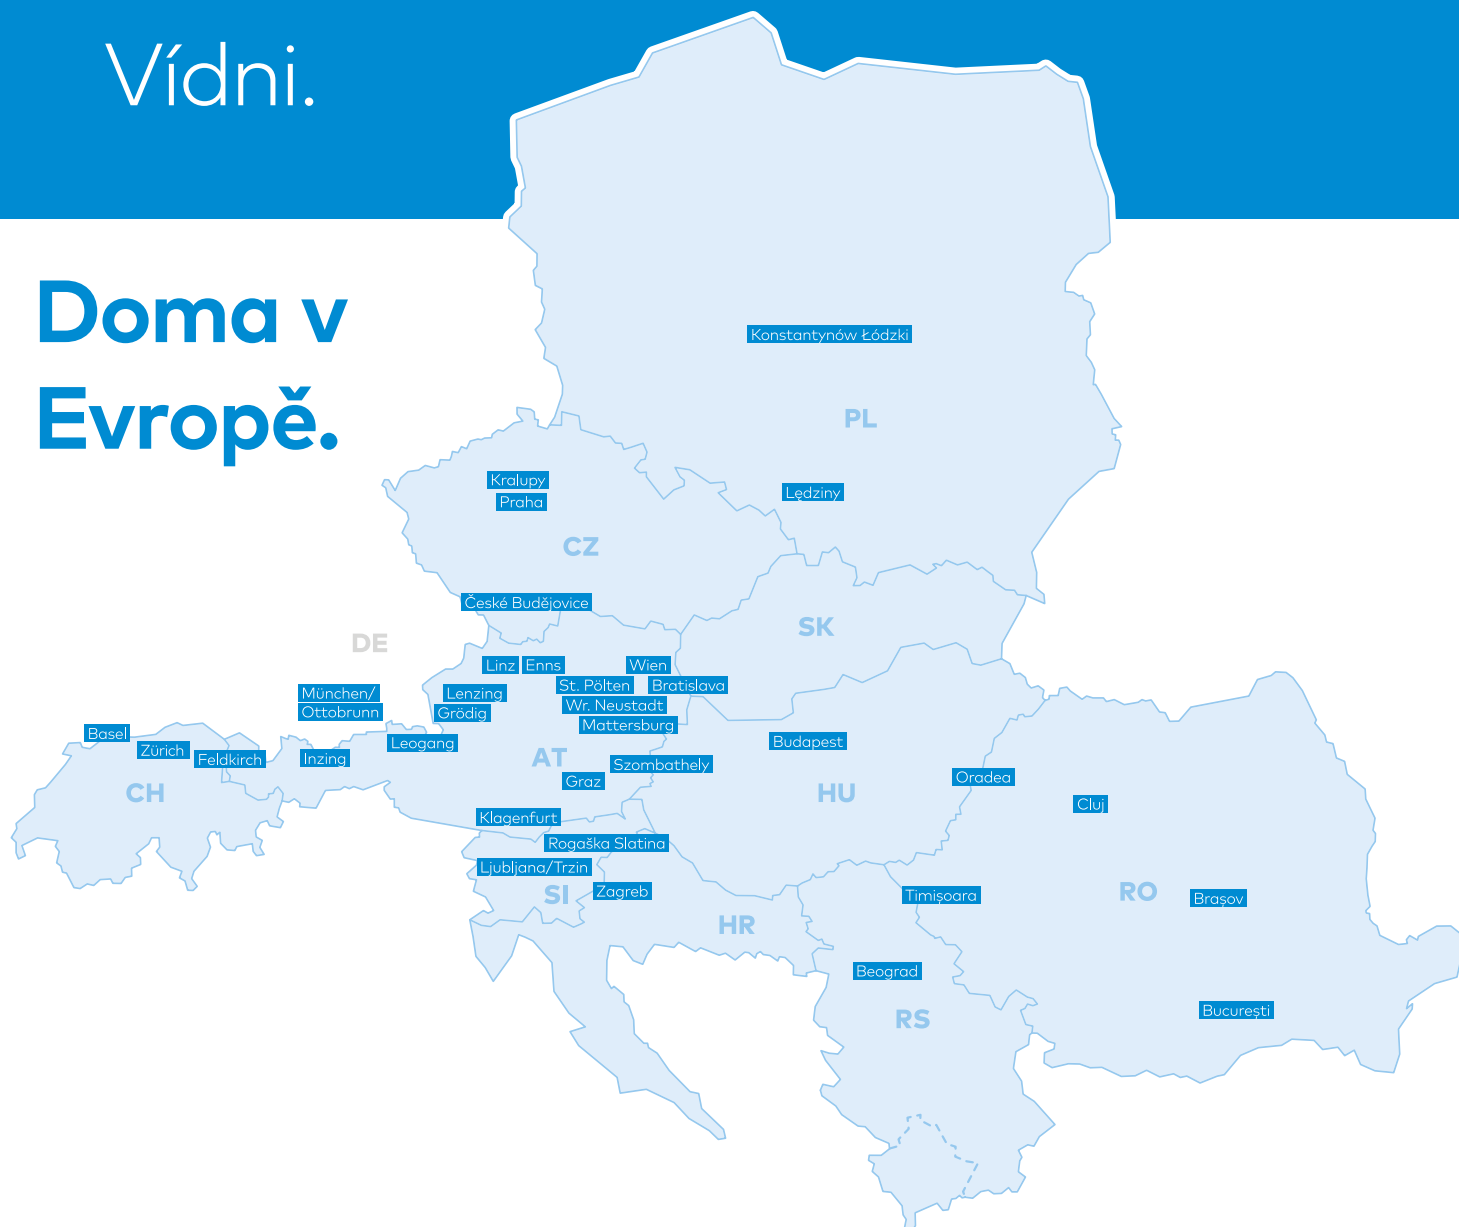 Vídni.
Doma v
Evropě.
Konstantynów Łódzki
PL
Kralupy
Praha
Lędziny
CZ
České Budějovice
SK
DE
Linz
Enns
Wien
München/
Ottobrunn
Lenzing
St. Pölten
Bratislava
Grödig
Wr. Neustadt
Mattersburg
Basel
Zürich
Feldkirch
Inzing
Leogang
AT
Szombathely
Budapest
Graz
CH
HU
Oradea
Cluj
Klagenfurt
Rogaška Slatina
Ljubljana/Trzin
SI
Zagreb
HR
Timișoara
RO
Brașov
Beograd
RS
București